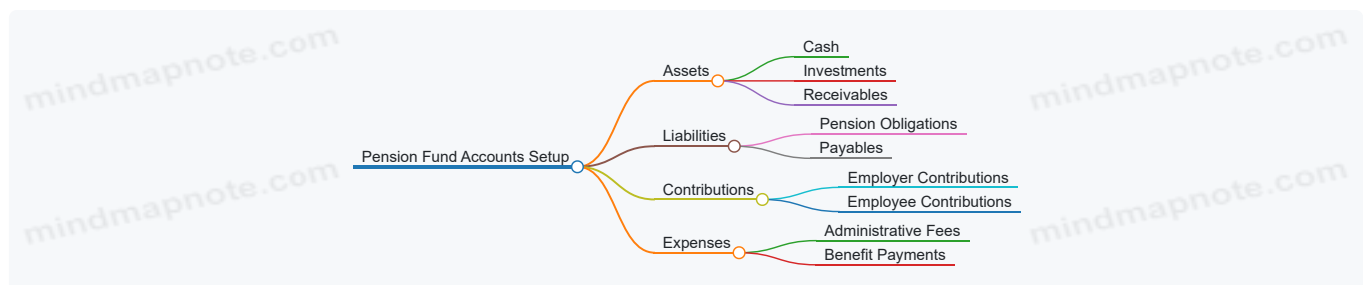 mindmapnote.com
mindmapnote.com
Pension Fund Accounts Setup
Assets
Cash
Investments
Receivables
Liabilities
Pension Obligations
Payables
Contributions
Employer Contributions
Employee Contributions
Expenses
Administrative Fees
Benefit Payments
mindmapnote.com
mindmapnote.com